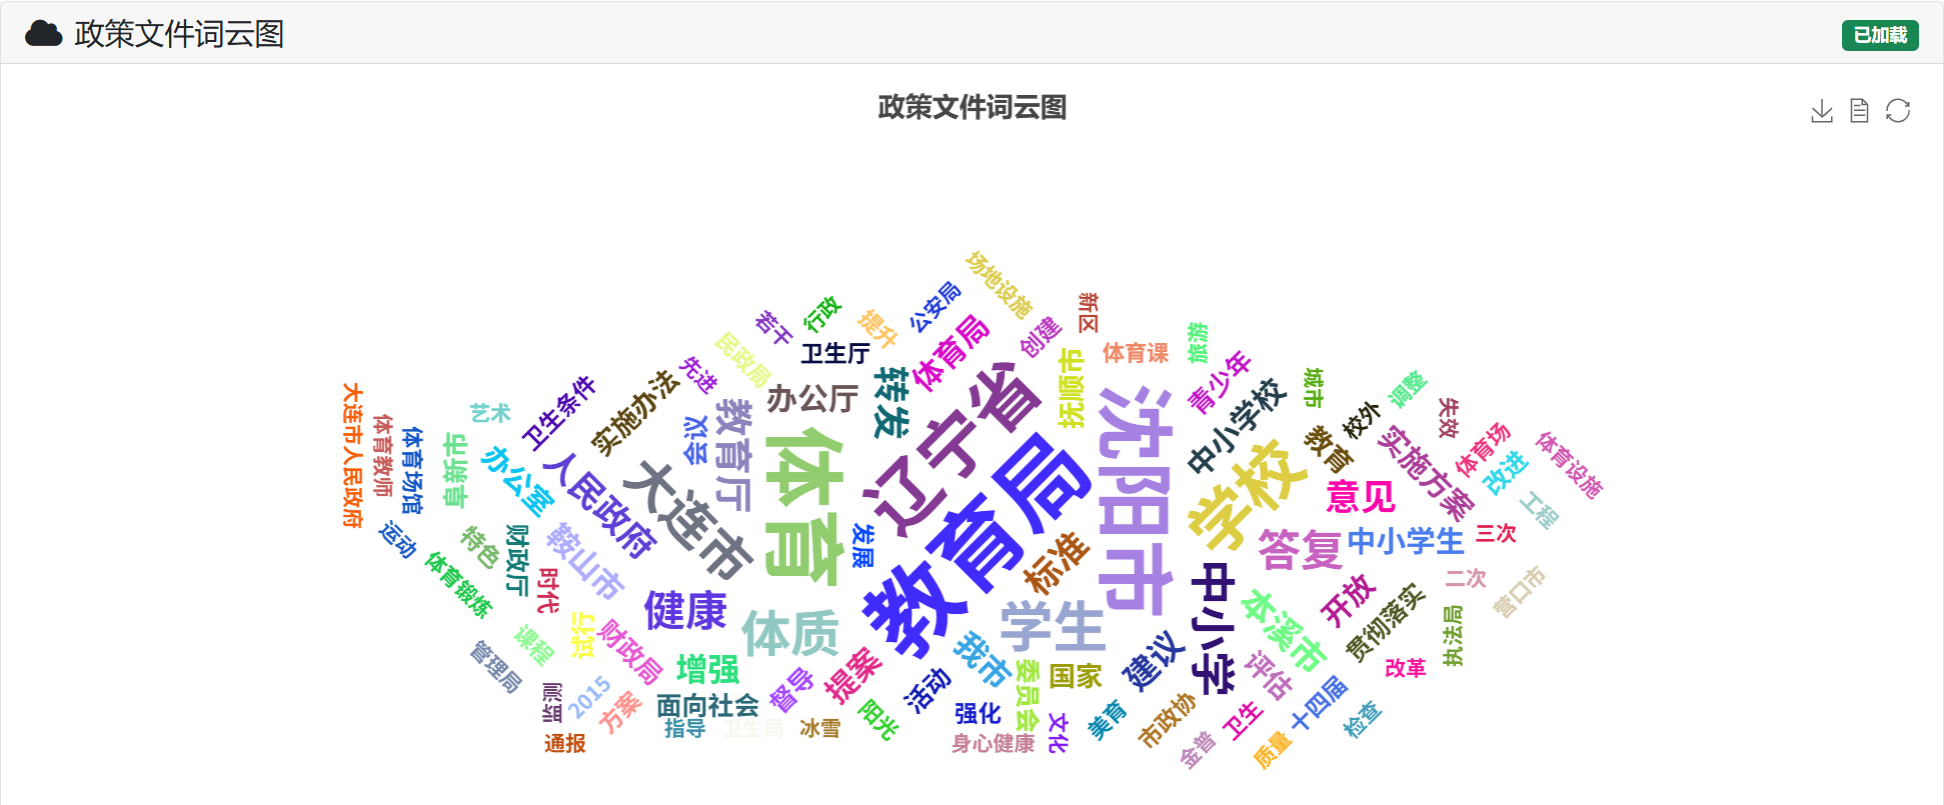 政策文件词云图
已加载
政策文件词云图
场地设施
公安局
新区
行政
若干
提升
创建
体育局
旅游
卫生厅
体育课
民政局
抚顺市
青少年
先进
辽宁省
转发
城市
调整
大连市人民政府
卫生条件
实施办法
办公厅
中小学校
校外
失效
艺术
体育教师
教育厅
沈阳市
体育场馆
会议
教育
实施方案
体育场
体育设施
阜新市
办公室
人民政府
大连市
体育
教育局
学校
意见
改进
工程
运动
特色
财政厅
鞍山市
发展
标准
答复
中小学生
三次
体育锻炼
时代
健康
体质
学生
中小学
本溪市
开放
二次
营口市
贯彻落实
执法局
课程
试行
财政局
增强
提案
我市
国家
建议
评估
改革
管理局
监测
2015
方案
面向社会
督导
阳光
活动
强化
委员会
文化
美育
市政协
卫生
十四届
检查
通报
指导
卫生局
冰雪
身心健康
金普
质量